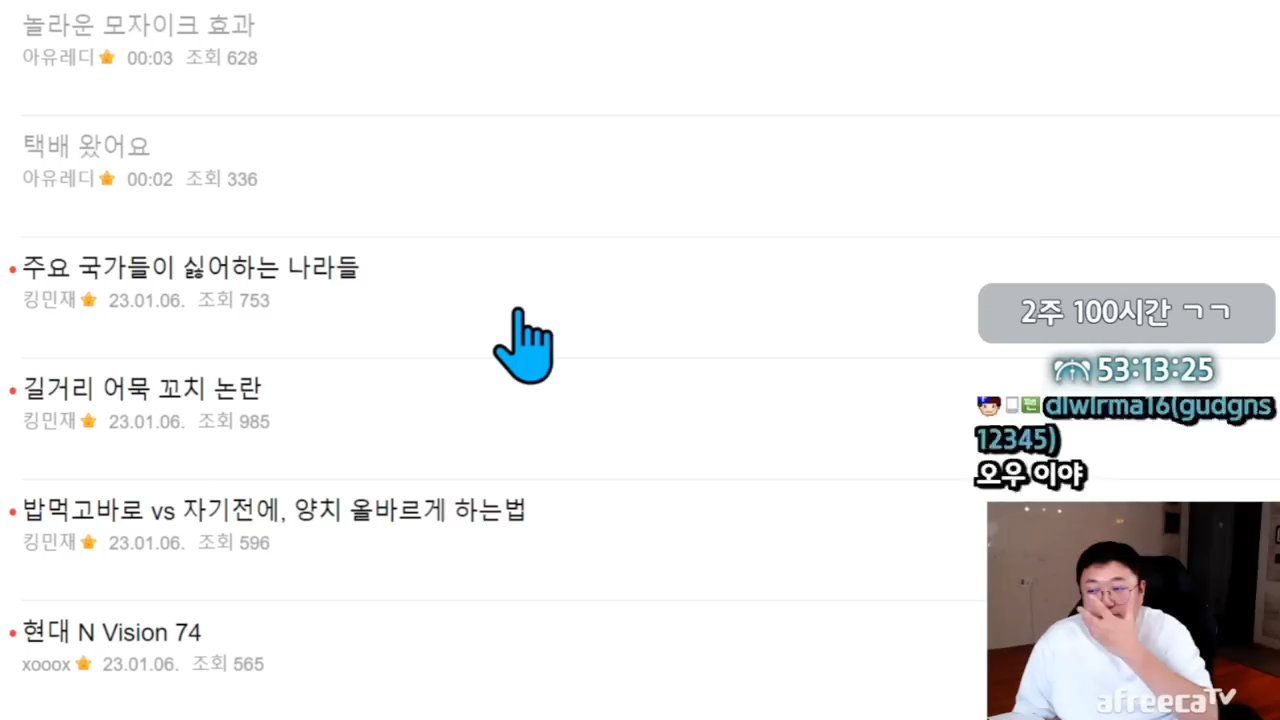 놀라운 모자이크 효과
아유레디 00:03 조회 628
택배 왔어요
아유레디 00:02 조회 336
주요 국가들이 싫어하는 나라들
킹민재 23.01.06. 조회 753
길거리 어묵 꼬치 논란
킹민재 23.01.06. 조회 985
밥먹고바로 vs 자기전에, 양치 올바르게 하는법
킹민재 23.01.06. 조회 596
현대 N Vision 74
xooox 23.01.06. 조회 565
2주 100시간 ㄱㄱ
53:13:25
dlwlrma16(gudgns
12345)
오우 이야
afreecaTV